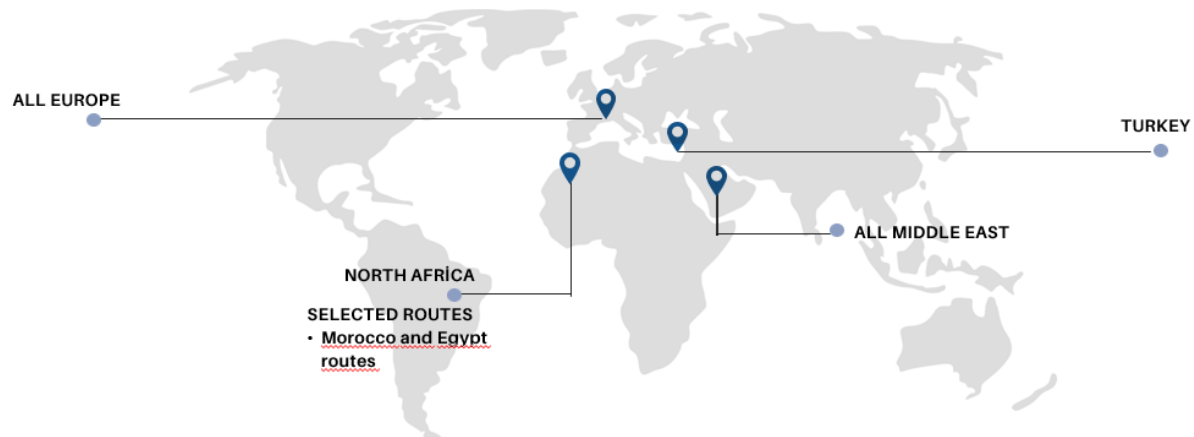 ALL EUROPE
TURKEY
ALL MIDDLE EAST
NORTH AFRİCA
SELECTED ROUTES
• Morocco and Egypt
routes